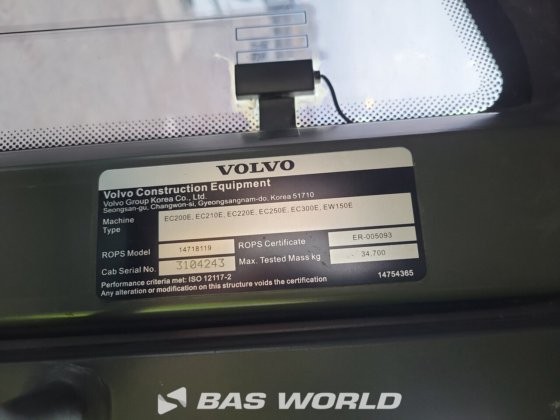 VOLVO
Volvo Construction Equipment
Volvo Group Korea Co., Ltd.
Seongsan-gu, Changwon-si, Gyeongsangnam-do, Korea 51710
Machine Type EC200E, EC210E, EC220E, EC250E, EC300E, EW150E
ROPS Model 14718119 ROPS Certificate ER-005093
Cab Serial No. 3104243 Max. Tested Mass kg 34,700
Performance criteria met: ISO 12117-2
Any alteration or modification on this structure voids the certification 14754365
BAS WORLD